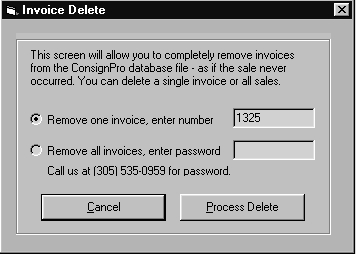 Invoice Delete
This screen will allow you to completely remove invoices
from the ConsignPro database file - as if the sale never
occurred. You can delete a single invoice or all sales.
Remove one invoice, enter number 1325
Remove all invoices, enter password
Call us at (305) 535-0959 for password.
Cancel Process Delete